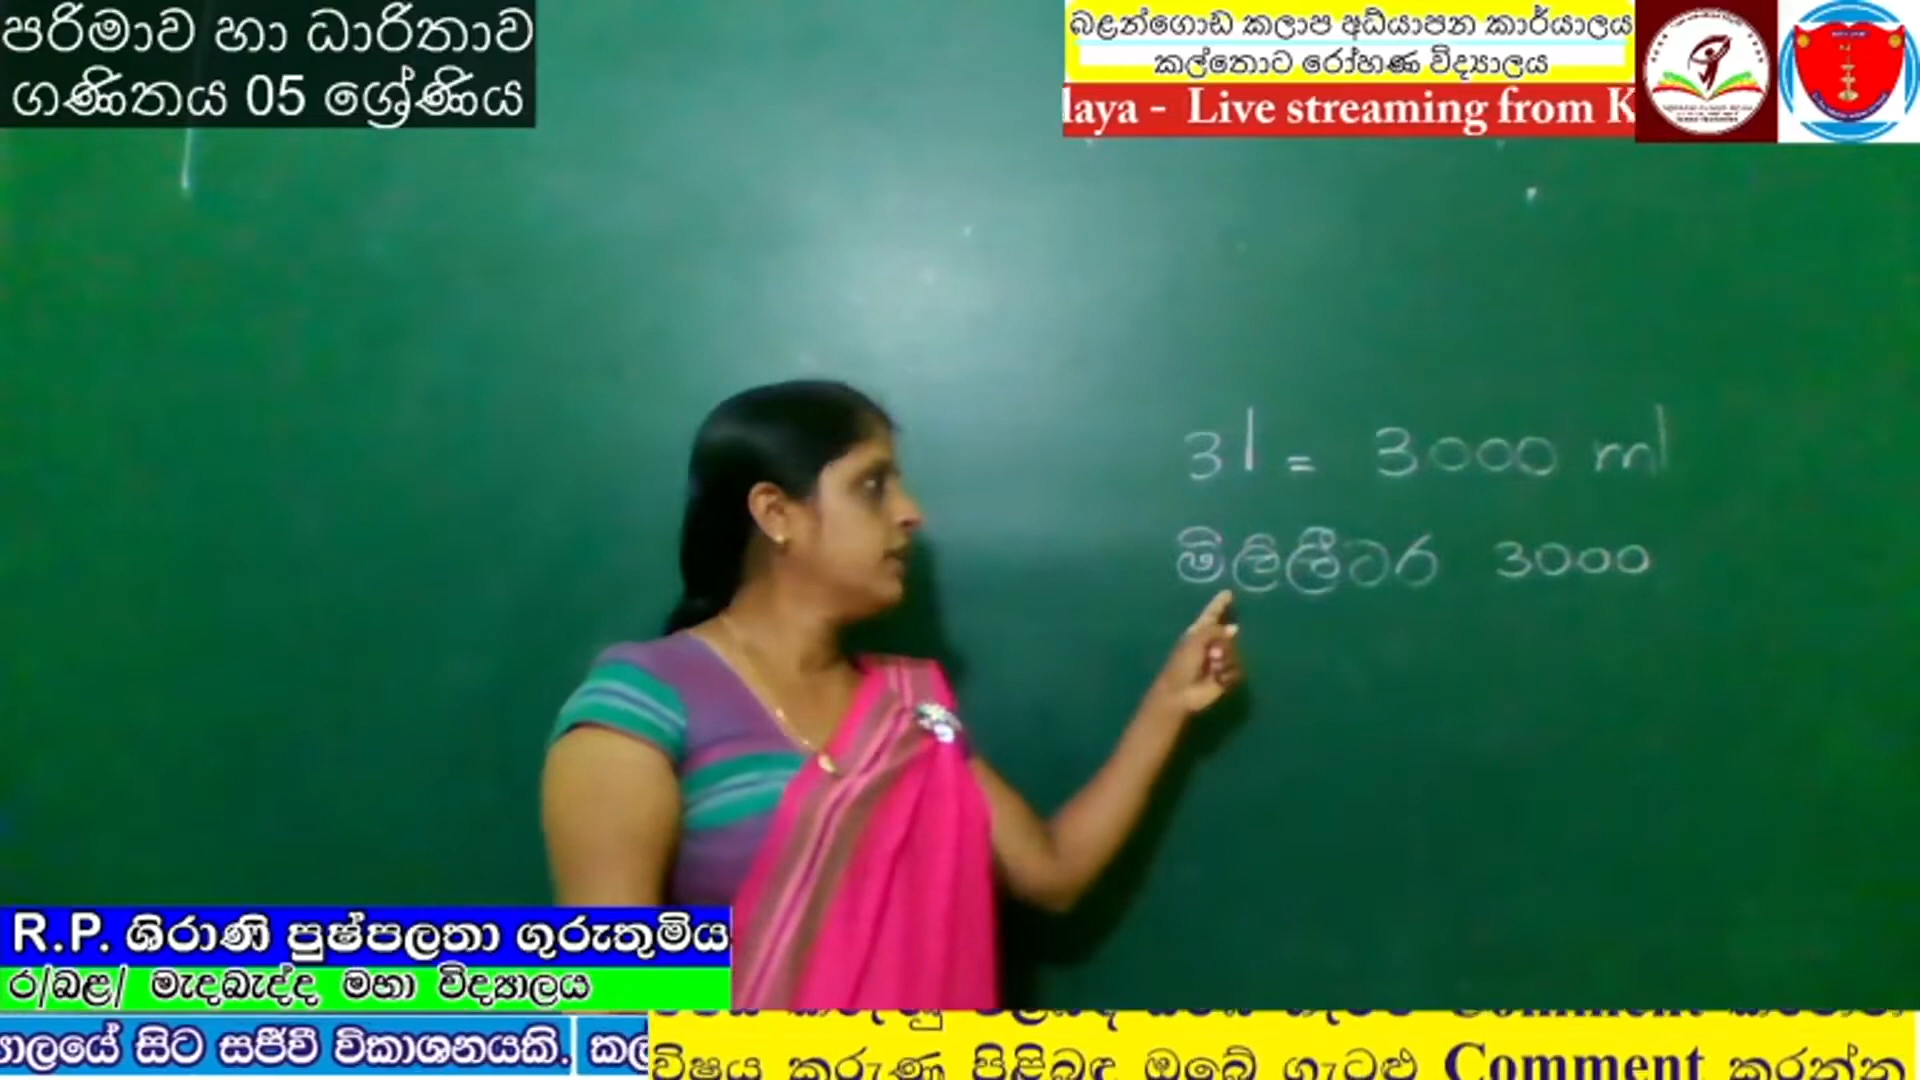 පරිමාව හා ධාරිතාව
ගණිතය 05 ශ්‍රේණිය
බළන්ගොඩ කලාප අධ්යාපන කාර්යාලය
කල්තොට රෝහණ විද්‍යාලය
laya - Live streaming from K
3l = 3000 ml
මිලිලීටර 3000
R.P. ශිරාණි පුෂ්පලතා ගුරුතුමිය
ර/බළ/ මැදබැද්ද මහා විද්‍යාලය
ාලයේ සිට සජීවී විකාශනයකි. කල
විෂය කරුණු පිළිබඳ ඔබේ ගැටළු Comment කරන්න